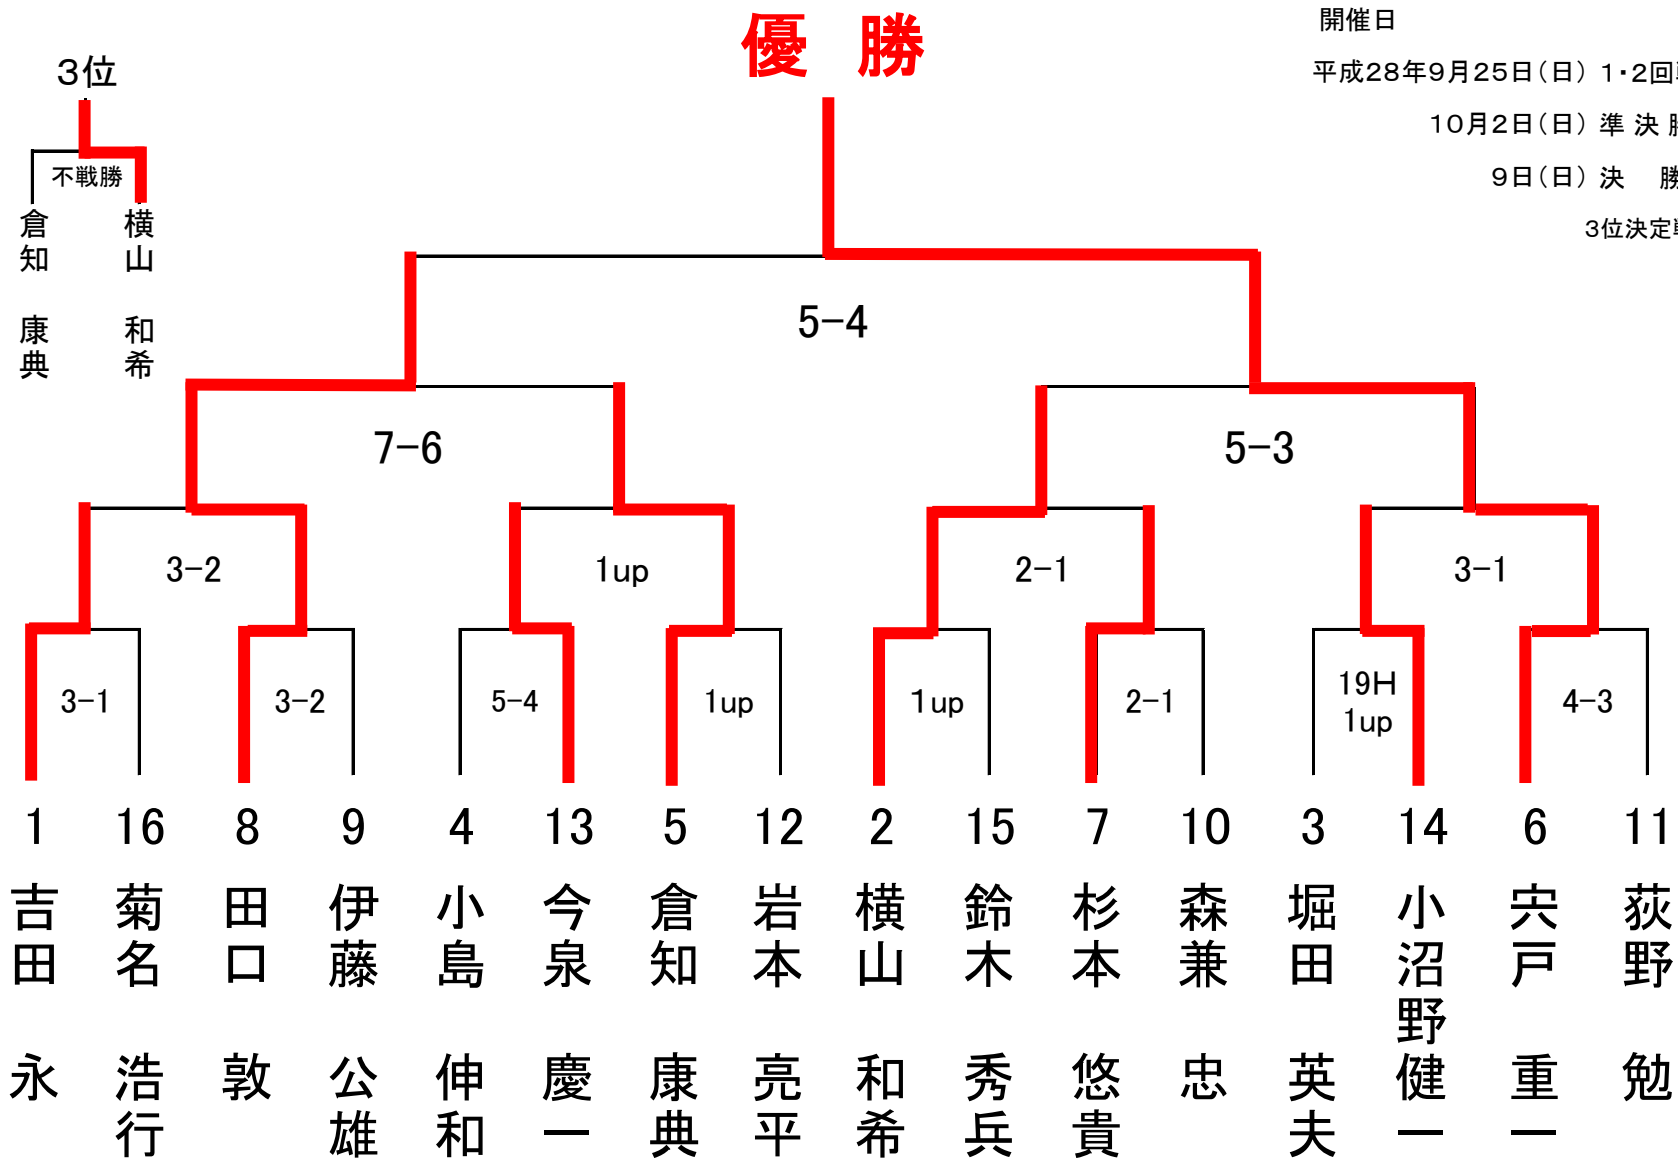 優 勝
開催日
平成28年9月25日(日) 1・2回
10月2日(日) 準 決
9日(日) 決 勝
3位決定
3位
不戦勝
倉知 康典
横山 和希
5-4
7-6
5-3
3-2
1up
2-1
3-1
3-1
3-2
5-4
1up
1up
2-1
19H
1up
4-3
1
16
8
9
4
13
5
12
2
15
7
10
3
14
6
11
吉田 永
菊名 浩行
田口 敦
伊藤 公雄
小島 伸和
今泉 慶一
倉知 康典
岩本 亮平
横山 和希
鈴木 秀兵
杉本 悠貴
森兼 忠
堀田 英夫
小沼野 健一
宍戸 重一
荻野 勉